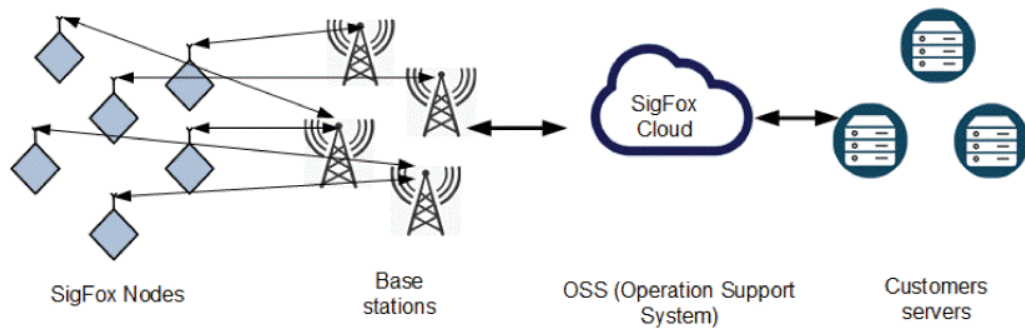 SigFox
Cloud
SigFox Nodes
Base
stations
OSS (Operation Support
System)
Customers
servers